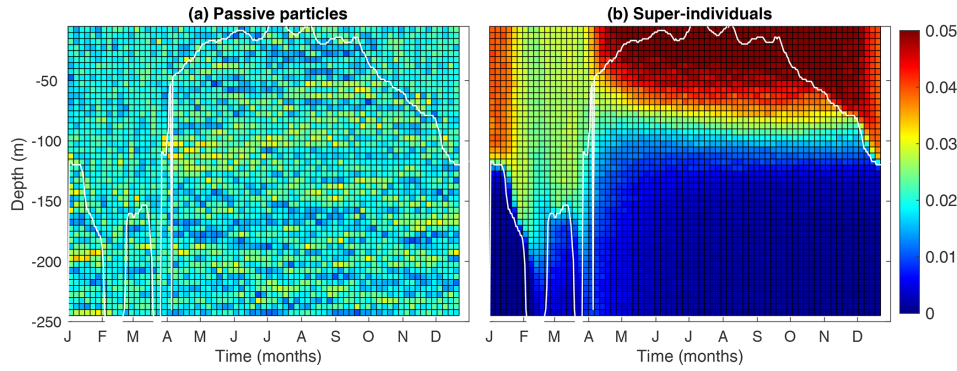 (a) Passive particles
(b) Super-individuals
Depth (m)
-50
-100
-150
-200
-250
J F M A M J J A S O N D
Time (months)
J F M A M J J A S O N D
Time (months)
0.05
0.04
0.03
0.02
0.01
0